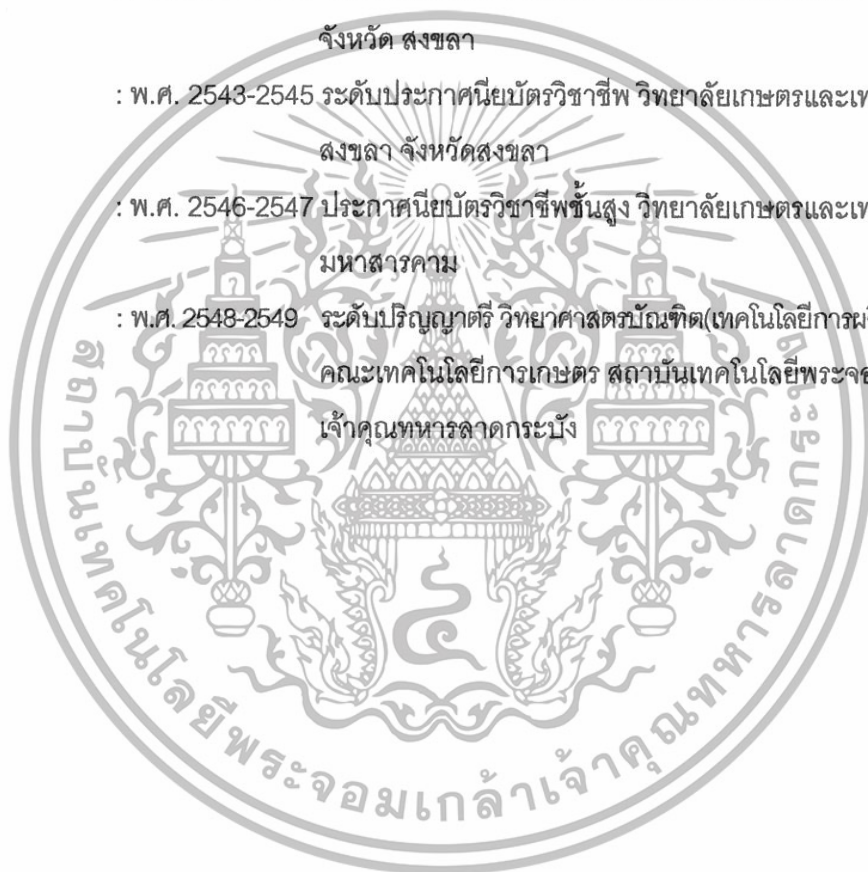 จังหวัด สงขลา
: พ.ศ. 2543-2545 ระดับประกาศนียบัตรวิชาชีพ วิทยาลัยเกษตรและเท
สงขลา จังหวัดสงขลา
: พ.ศ. 2546-2547 ประกาศนียบัตรวิชาชีพชั้นสูง วิทยาลัยเกษตรและเท
มหาสารคาม
: พ.ศ. 2548-2549 ระดับปริญญาตรี วิทยาศาสตรบัณฑิต(เทคโนโลยีการผ
คณะเทคโนโลยีการเกษตร สถาบันเทคโนโลยีพระจอ
เจ้าคุณทหารลาดกระบัง
สถาบันเทคโนโลยีพระจอมเกล้าเจ้าคุณทหารลาดกระบัง